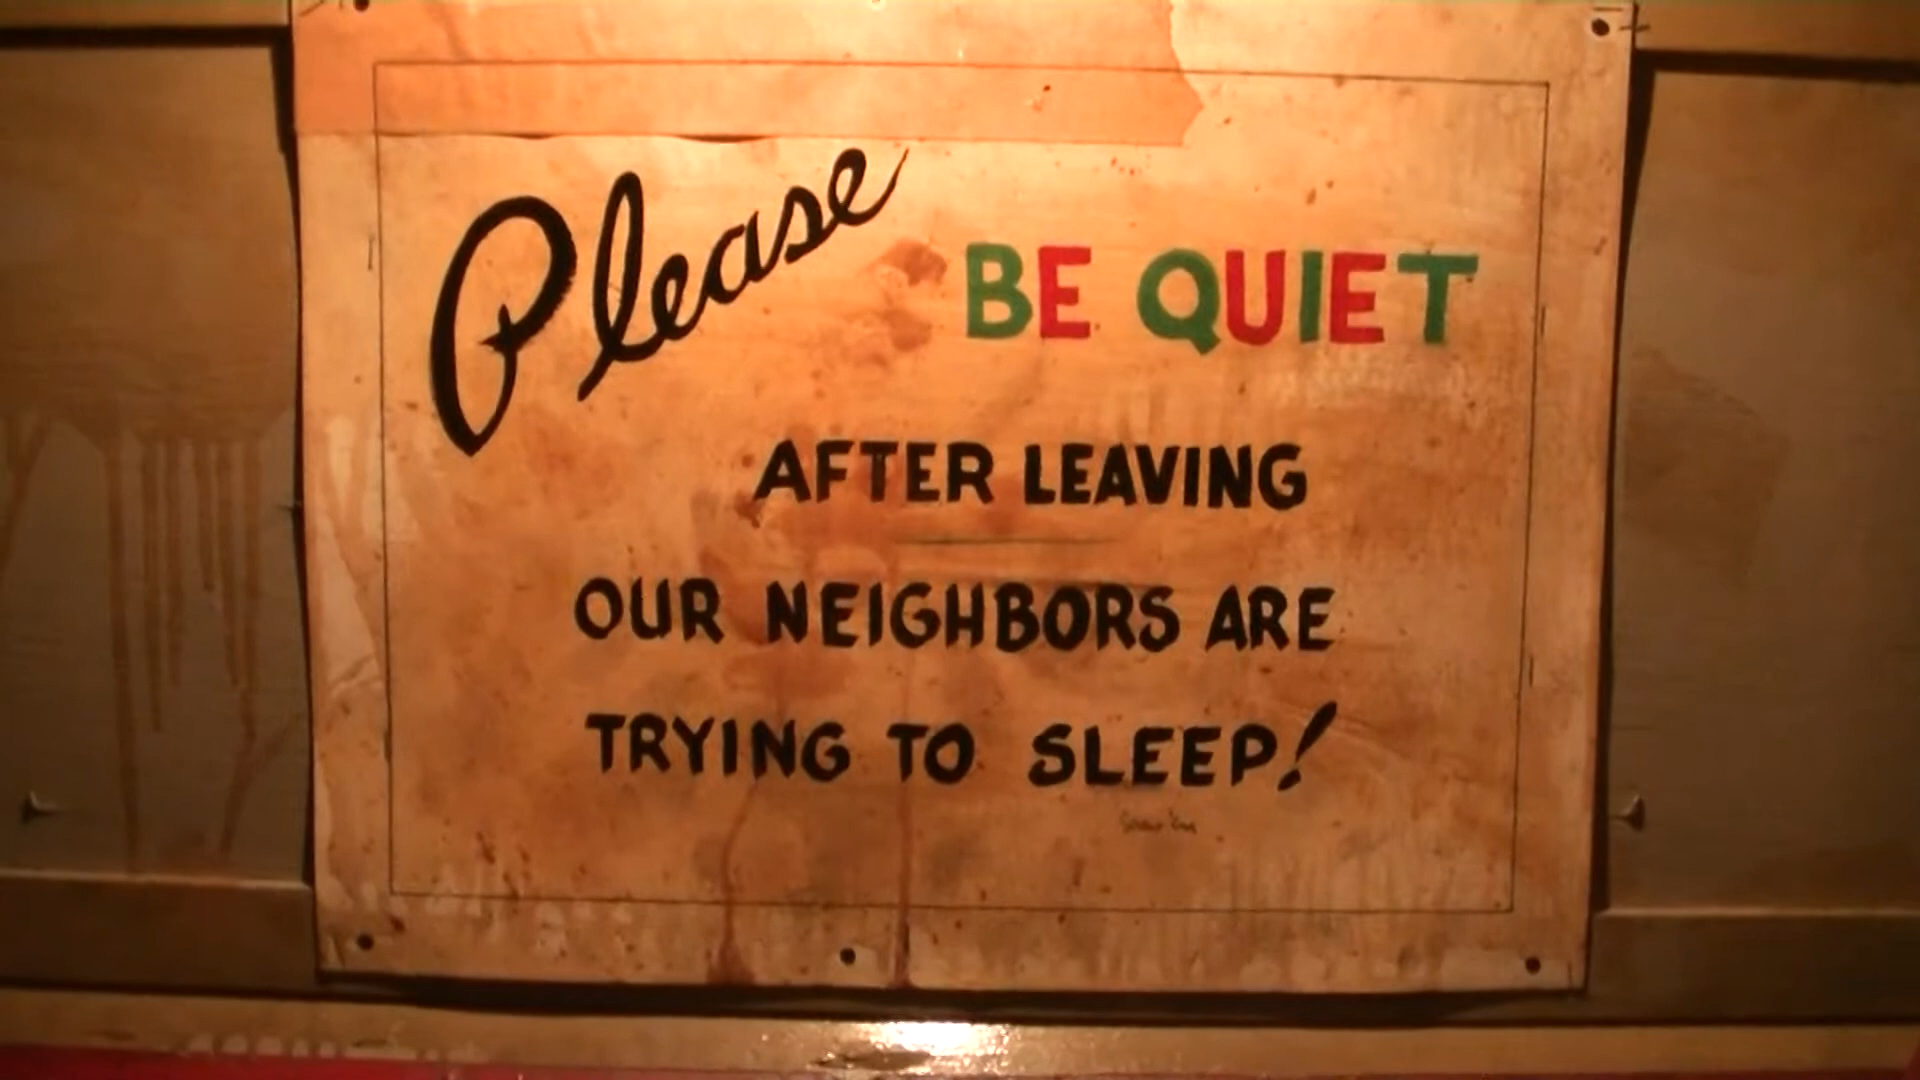 Please BE QUIET
AFTER LEAVING
OUR NEIGHBORS ARE
TRYING TO SLEEP!